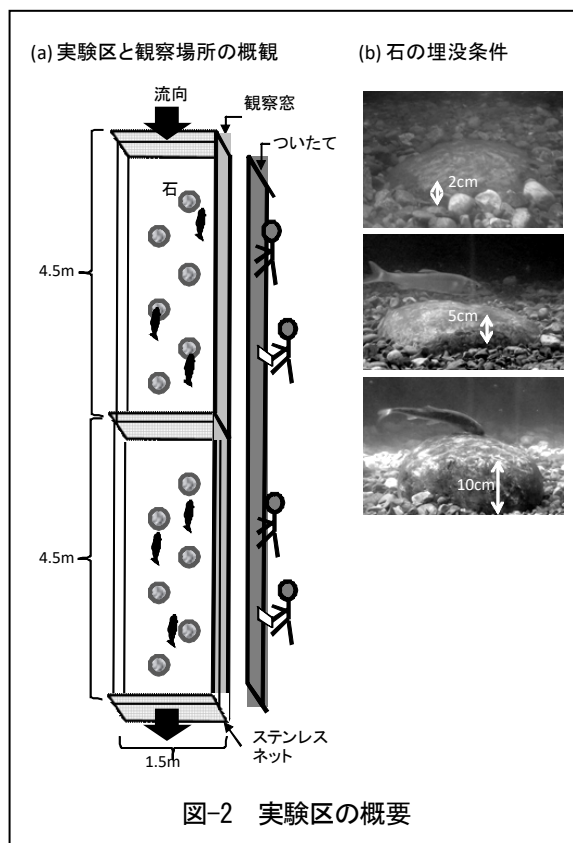 (a) 実験区と観察場所の概観
(b) 石の埋没条件
流向
観察窓
ついたて
石
2cm
4.5m
5cm
10cm
4.5m
ステンレス
ネット
1.5m
図-2 実験区の概要